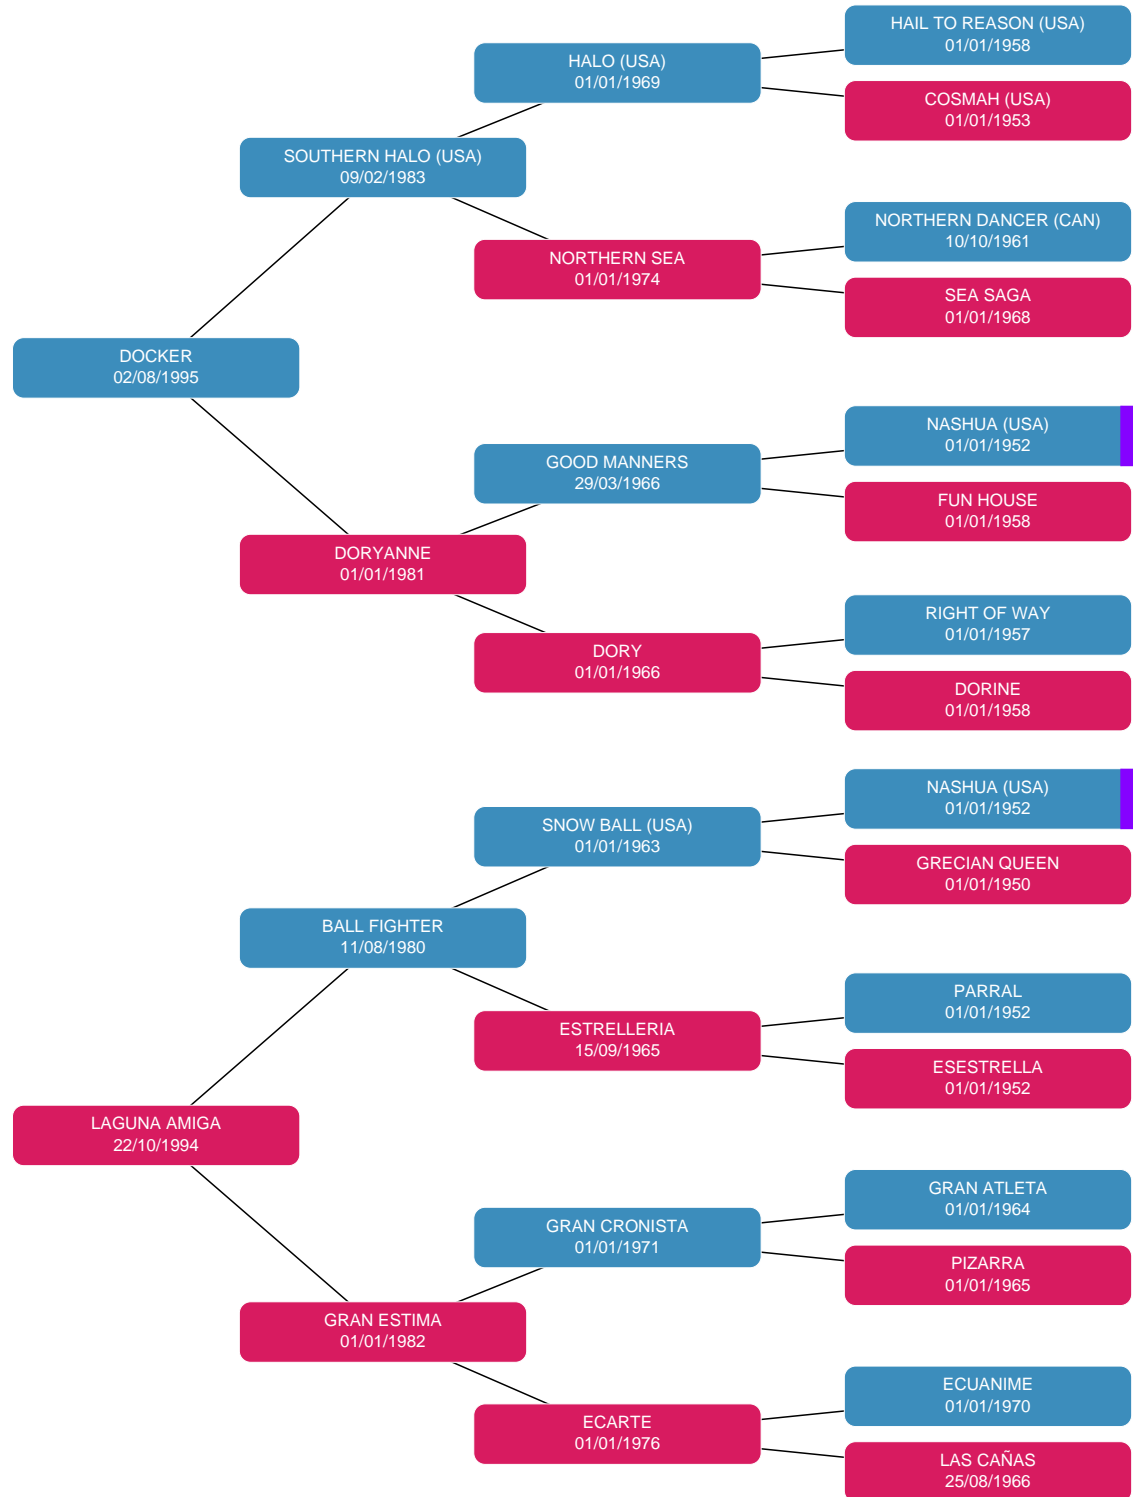 HAIL TO REASON (USA)
01/01/1958
HALO (USA)
01/01/1969
COSMAH (USA)
01/01/1953
SOUTHERN HALO (USA)
09/02/1983
NORTHERN DANCER (CAN)
10/10/1961
NORTHERN SEA
01/01/1974
SEA SAGA
01/01/1968
DOCKER
02/08/1995
NASHUA (USA)
01/01/1952
GOOD MANNERS
29/03/1966
FUN HOUSE
01/01/1958
DORYANNE
01/01/1981
RIGHT OF WAY
01/01/1957
DORY
01/01/1966
DORINE
01/01/1958
NASHUA (USA)
01/01/1952
SNOW BALL (USA)
01/01/1963
GRECIAN QUEEN
01/01/1950
BALL FIGHTER
11/08/1980
PARRAL
01/01/1952
ESTRELLERIA
15/09/1965
ESESTRELLA
01/01/1952
LAGUNA AMIGA
22/10/1994
GRAN ATLETA
01/01/1964
GRAN CRONISTA
01/01/1971
PIZARRA
01/01/1965
GRAN ESTIMA
01/01/1982
ECUANIME
01/01/1970
ECARTE
01/01/1976
LAS CAÑAS
25/08/1966